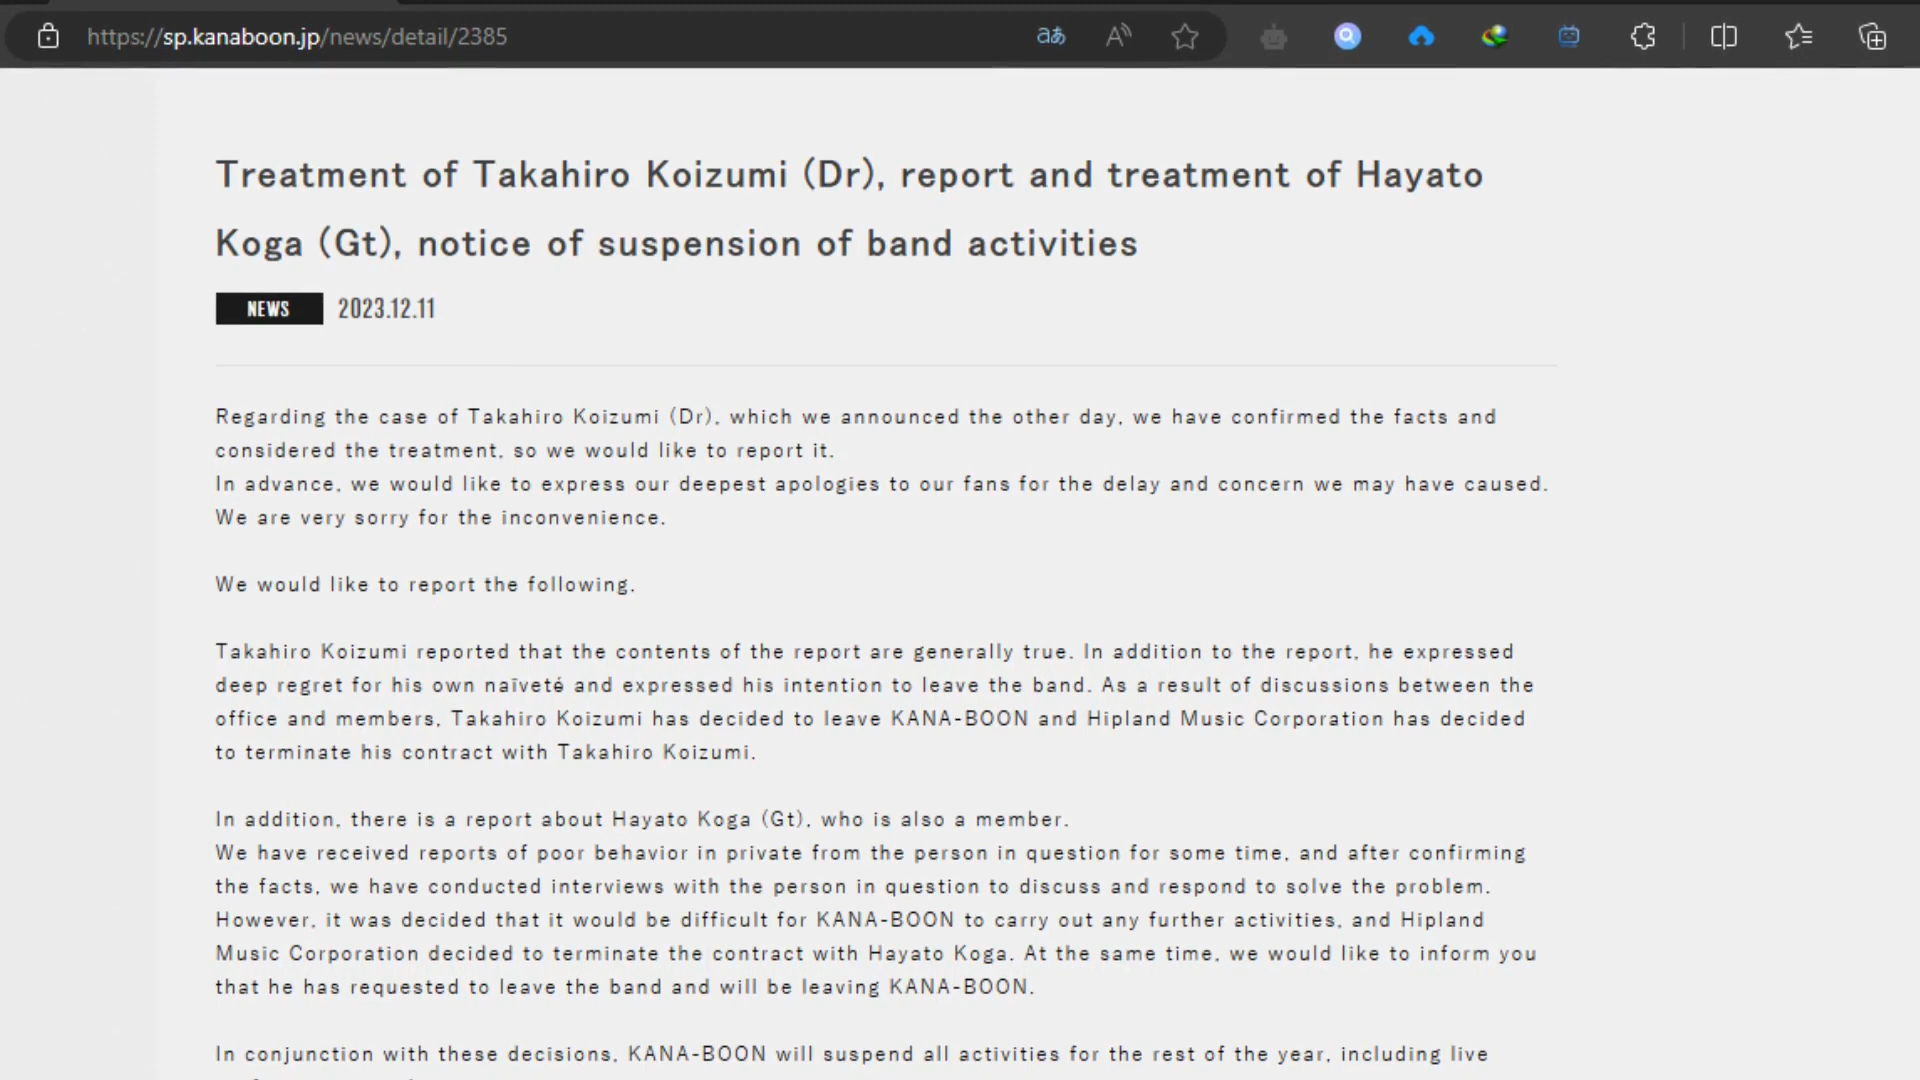 https://sp.kanaboon.jp/news/detail/2385
Treatment of Takahiro Koizumi (Dr), report and treatment of Hayato
Koga (Gt), notice of suspension of band activities
NEWS 2023.12.11
Regarding the case of Takahiro Koizumi (Dr), which we announced the other day, we have confirmed the facts and
considered the treatment, so we would like to report it.
In advance, we would like to express our deepest apologies to our fans for the delay and concern we may have caused.
We are very sorry for the inconvenience.
We would like to report the following.
Takahiro Koizumi reported that the contents of the report are generally true. In addition to the report, he expressed
deep regret for his own naïveté and expressed his intention to leave the band. As a result of discussions between the
office and members, Takahiro Koizumi has decided to leave KANA-BOON and Hipland Music Corporation has decided
to terminate his contract with Takahiro Koizumi.
In addition, there is a report about Hayato Koga (Gt), who is also a member.
We have received reports of poor behavior in private from the person in question for some time, and after confirming
the facts, we have conducted interviews with the person in question to discuss and respond to solve the problem.
However, it was decided that it would be difficult for KANA-BOON to carry out any further activities, and Hipland
Music Corporation decided to terminate the contract with Hayato Koga. At the same time, we would like to inform you
that he has requested to leave the band and will be leaving KANA-BOON.
In conjunction with these decisions, KANA-BOON will suspend all activities for the rest of the year, including live